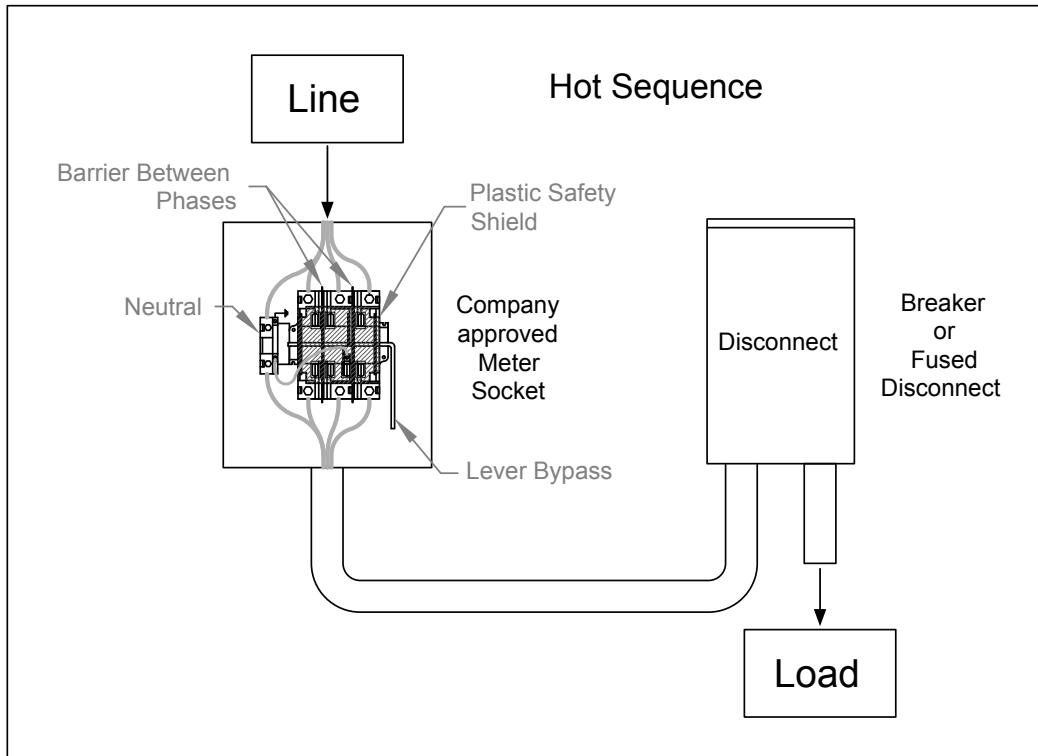 Line
Hot Sequence
Barrier Between
Phases
Plastic Safety
Shield
Neutral
Company
approved
Meter
Socket
Disconnect
Breaker
or
Fused
Disconnect
Lever Bypass
Load